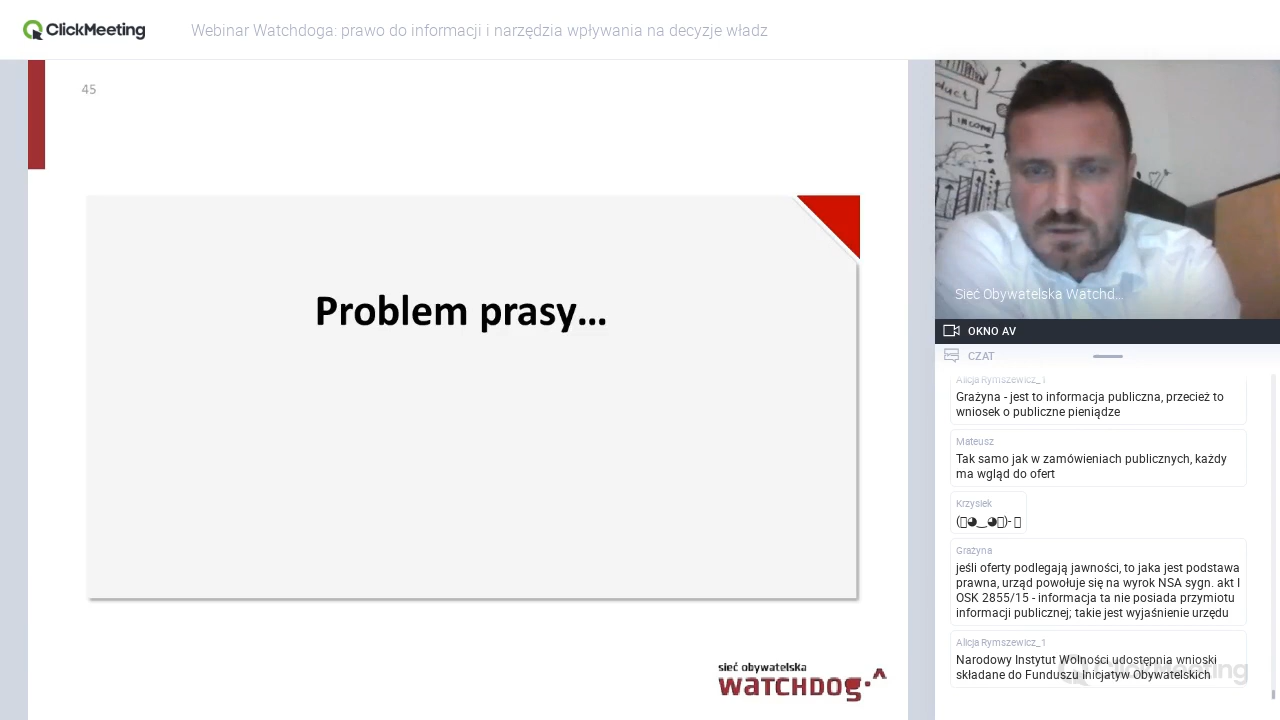 ClickMeeting
Webinar Watchdoga: prawo do informacji i narzędzia wpływania na decyzje władz
45
Problem prasy...
sieć obywatelska
WATCHDOG
duct
INCOME
Sieć Obywatelska Watchd...
OKNO AV
CZAT
Alicja Rymszewicz_1
Grażyna - jest to informacja publiczna, przecież to
wniosek o publiczne pieniądze
Mateusz
Tak samo jak w zamówieniach publicznych, każdy
ma wgląd do ofert
Krzysiek
Grażyna
jeśli oferty podlegają jawności, to jaka jest podstawa
prawna, urząd powołuje się na wyrok NSA sygn. akt I
OSK 2855/15 - informacja ta nie posiada przymiotu
informacji publicznej; takie jest wyjaśnienie urzędu
Alicja Rymszewicz_1
Narodowy Instytut Wolności udostępnia wnioski
składane do Funduszu Inicjatyw Obywatelskich
ClickMeeting